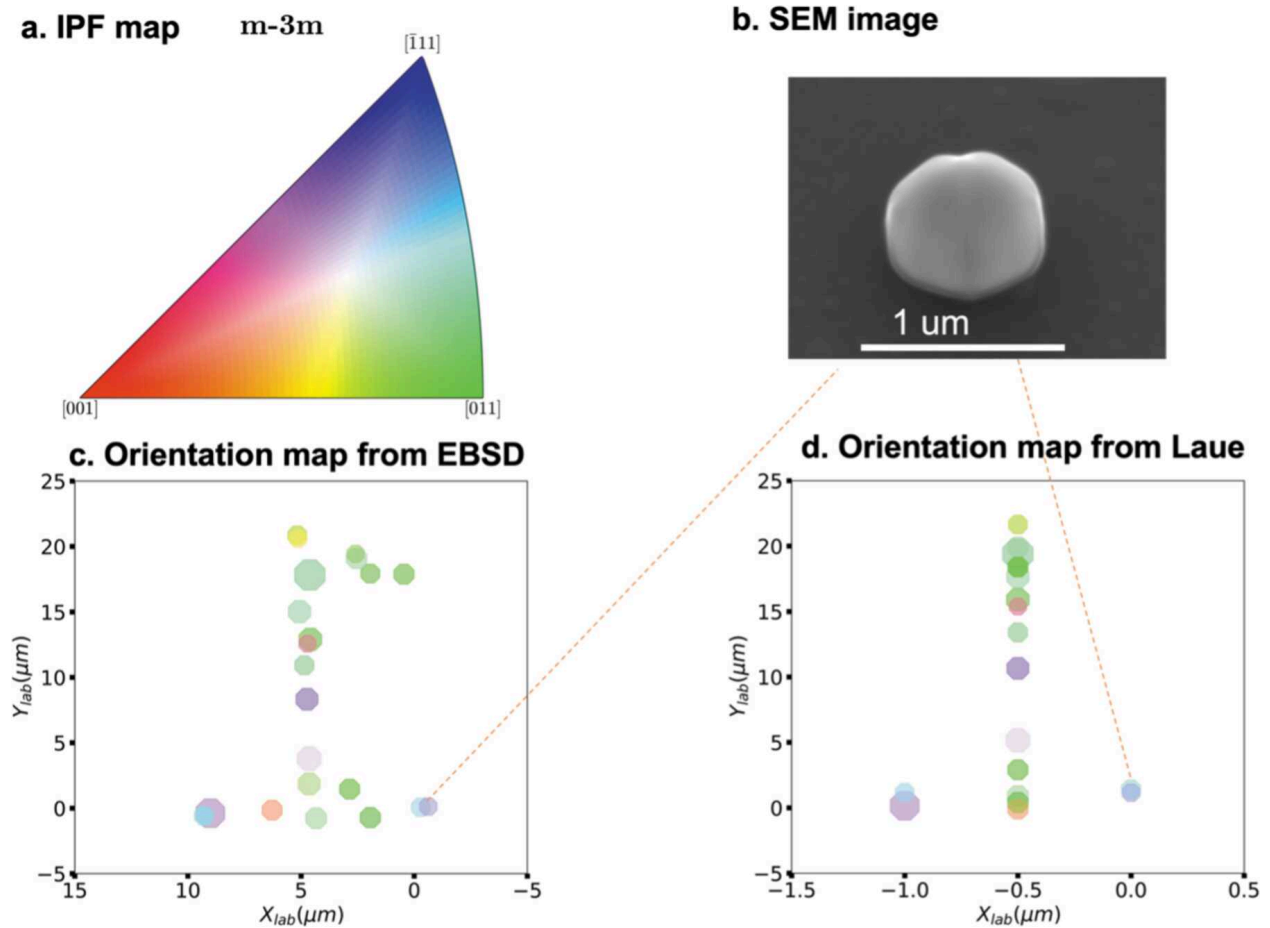 a. IPF map
m-3m
[1̄11]
[001]
[011]
b. SEM image
1 um
c. Orientation map from EBSD
25
20
15
10
5
0
−5
15
10
5
0
−5
Y_lab(μm)
X_lab(μm)
d. Orientation map from Laue
25
20
15
10
5
0
−5
−1.5
−1.0
−0.5
0.0
0.5
Y_lab(μm)
X_lab(μm)